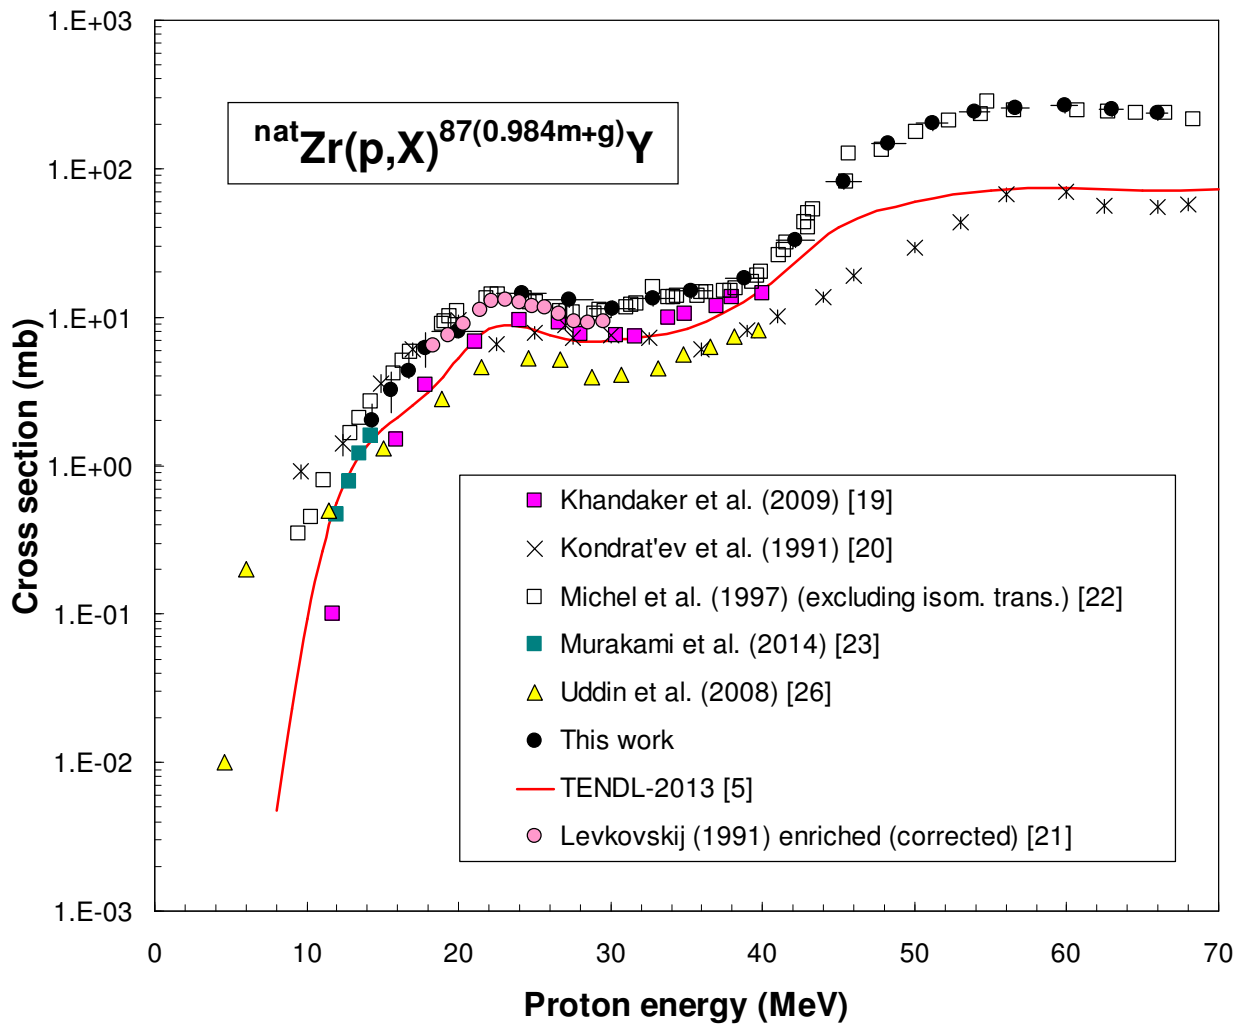 1.E+03
1.E+02
1.E+01
1.E+00
1.E-01
1.E-02
1.E-03
Cross section (mb)
natZr(p,X)87(0.984m+g)Y
Khandaker et al. (2009) [19]
Kondrat'ev et al. (1991) [20]
Michel et al. (1997) (excluding isom. trans.) [22]
Murakami et al. (2014) [23]
Uddin et al. (2008) [26]
This work
TENDL-2013 [5]
Levkovskij (1991) enriched (corrected) [21]
0 10 20 30 40 50 60 70
Proton energy (MeV)